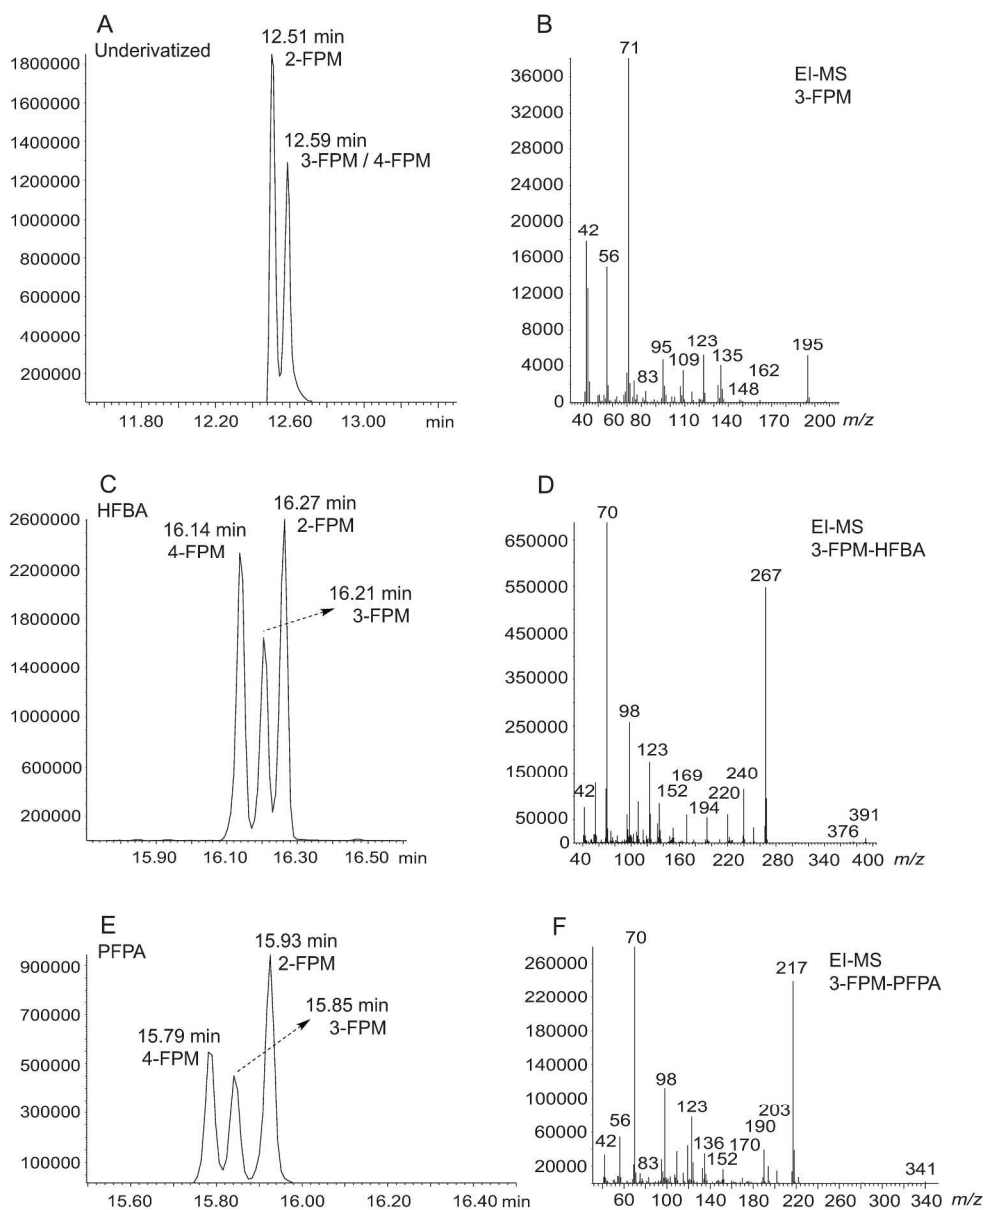 A
Underivatized
12.51 min
2-FPM
12.59 min
3-FPM / 4-FPM
1800000
1600000
1400000
1200000
1000000
800000
600000
400000
200000
11.80 12.20 12.60 13.00 min
B
EI-MS
3-FPM
71
42
56
83
95
109
123
135
148
162
195
36000
32000
28000
24000
20000
16000
12000
8000
4000
0
40 60 80 110 140 170 200 m/z
C
HFBA
16.14 min
4-FPM
16.27 min
2-FPM
16.21 min
3-FPM
2600000
2200000
1800000
1400000
1000000
600000
200000
15.90 16.10 16.30 16.50 min
D
EI-MS
3-FPM-HFBA
70
267
98
123
42
152
169
194
220
240
376
391
650000
550000
450000
350000
250000
150000
50000
0
40 100 160 220 280 340 400 m/z
E
PFPA
15.79 min
4-FPM
15.93 min
2-FPM
15.85 min
3-FPM
900000
700000
500000
300000
100000
15.60 15.80 16.00 16.20 16.40 min
F
EI-MS
3-FPM-PFPA
70
217
98
123
56
42
83
136
152
170
190
203
341
260000
220000
180000
140000
100000
60000
20000
60 100 140 180 220 260 300 340 m/z